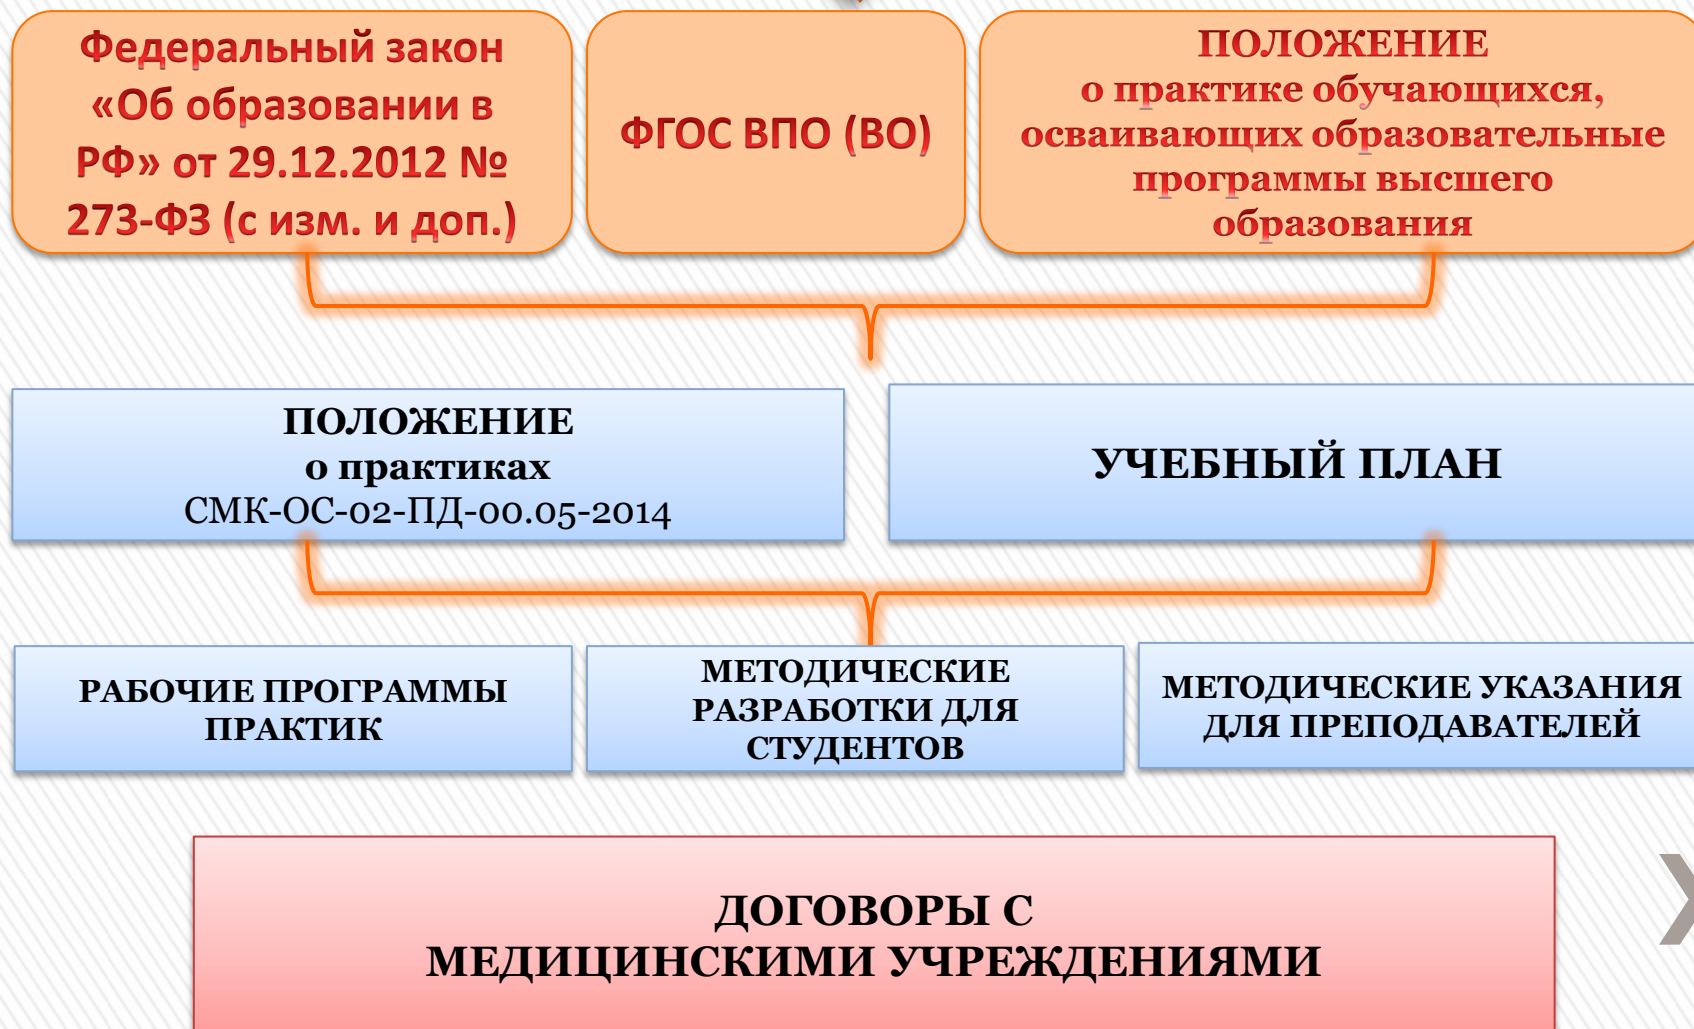 Федеральный закон
«Об образовании в
РФ» от 29.12.2012 №
273-ФЗ (с изм. и доп.)
ФГОС ВПО (ВО)
ПОЛОЖЕНИЕ
о практике обучающихся,
осваивающих образовательные
программы высшего
образования
ПОЛОЖЕНИЕ
о практиках
СМК-ОС-02-ПД-00.05-2014
УЧЕБНЫЙ ПЛАН
РАБОЧИЕ ПРОГРАММЫ
ПРАКТИК
МЕТОДИЧЕСКИЕ
РАЗРАБОТКИ ДЛЯ
СТУДЕНТОВ
МЕТОДИЧЕСКИЕ УКАЗАНИЯ
ДЛЯ ПРЕПОДАВАТЕЛЕЙ
ДОГОВОРЫ С
МЕДИЦИНСКИМИ УЧРЕЖДЕНИЯМИ